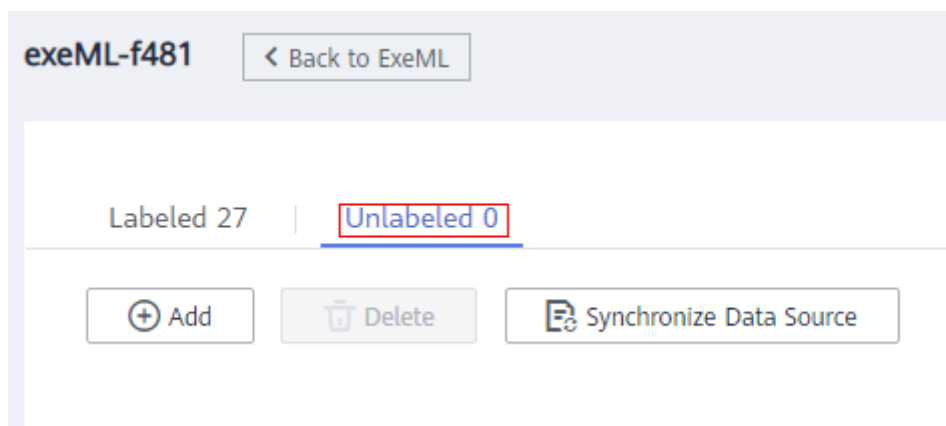 exeML-f481 < Back to ExeML
Labeled 27 Unlabeled 0
Add Delete Synchronize Data Source